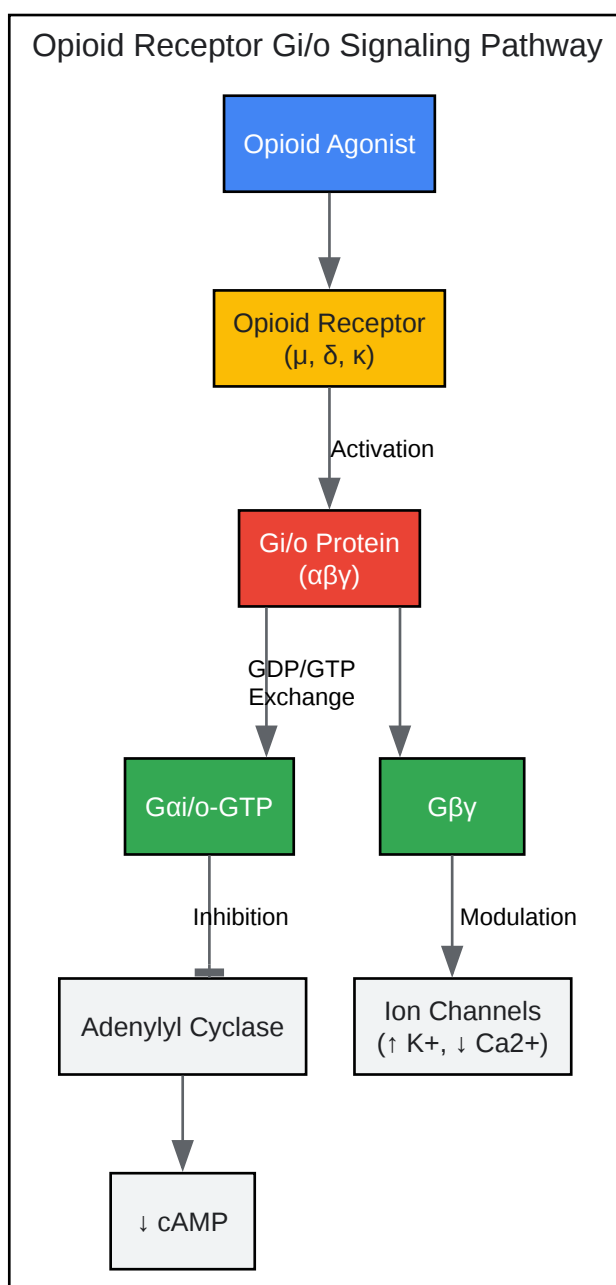 Opioid Receptor Gi/o Signaling Pathway
Opioid Agonist
Opioid Receptor
(μ, δ, κ)
Activation
Gi/o Protein
(αβγ)
GDP/GTP
Exchange
Gαi/o-GTP
Gβγ
Inhibition
Modulation
Adenylyl Cyclase
Ion Channels
(↑ K+, ↓ Ca2+)
↓ cAMP